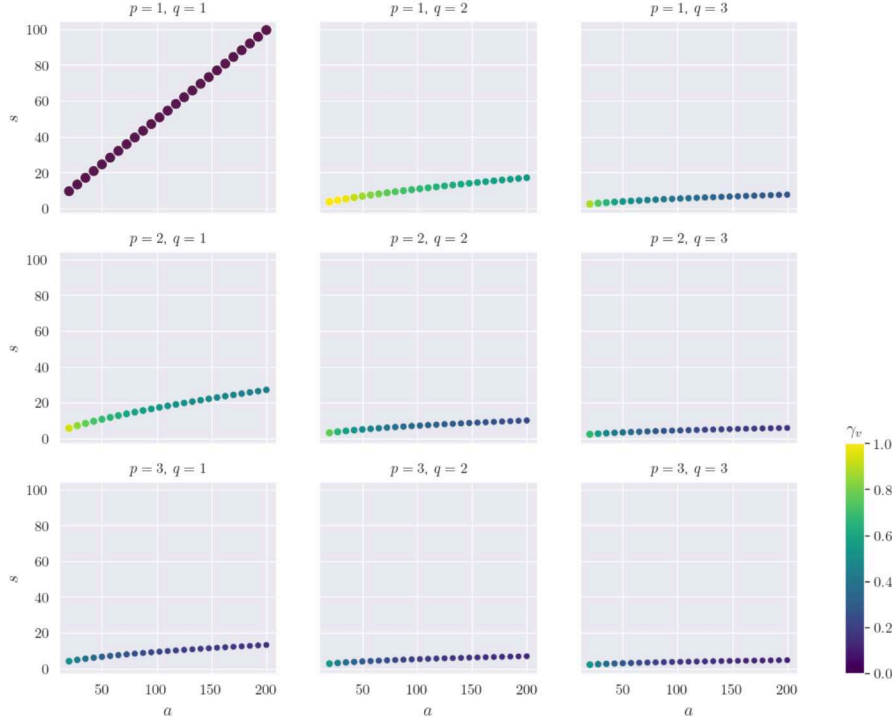 p = 1, q = 1
p = 1, q = 2
p = 1, q = 3
100
80
60
40
20
0
s
p = 2, q = 1
p = 2, q = 2
p = 2, q = 3
100
80
60
40
20
0
s
p = 3, q = 1
p = 3, q = 2
p = 3, q = 3
100
80
60
40
20
0
s
50 100 150 200
50 100 150 200
50 100 150 200
a
a
a
γv
1.0
0.8
0.6
0.4
0.2
0.0